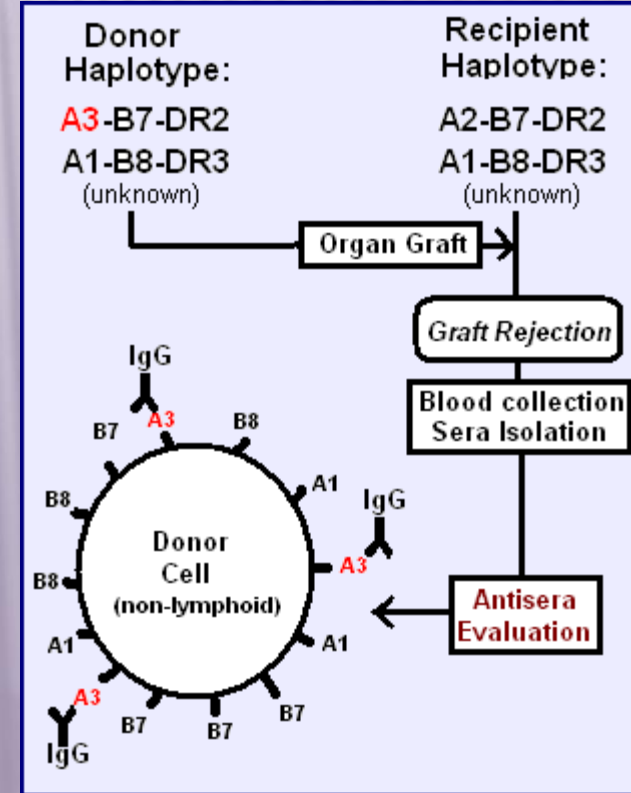 Donor
Haplotype:
A3-B7-DR2
A1-B8-DR3
(unknown)
Recipient
Haplotype:
A2-B7-DR2
A1-B8-DR3
(unknown)
Organ Graft
Graft Rejection
Blood collection
Sera Isolation
Antisera
Evaluation
IgG
A3
B7
B8
B8
A1
IgG
A3
B8
Donor
Cell
(non-lymphoid)
A1
A1
A3
IgG
B7
B7
B7